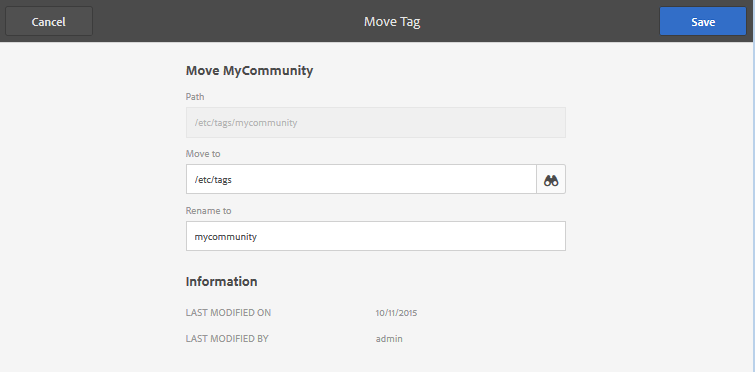 Cancel
Move Tag
Save
Move MyCommunity
Path
/etc/tags/mycommunity
Move to
/etc/tags
Rename to
mycommunity
Information
LAST MODIFIED ON 10/11/2015
LAST MODIFIED BY admin